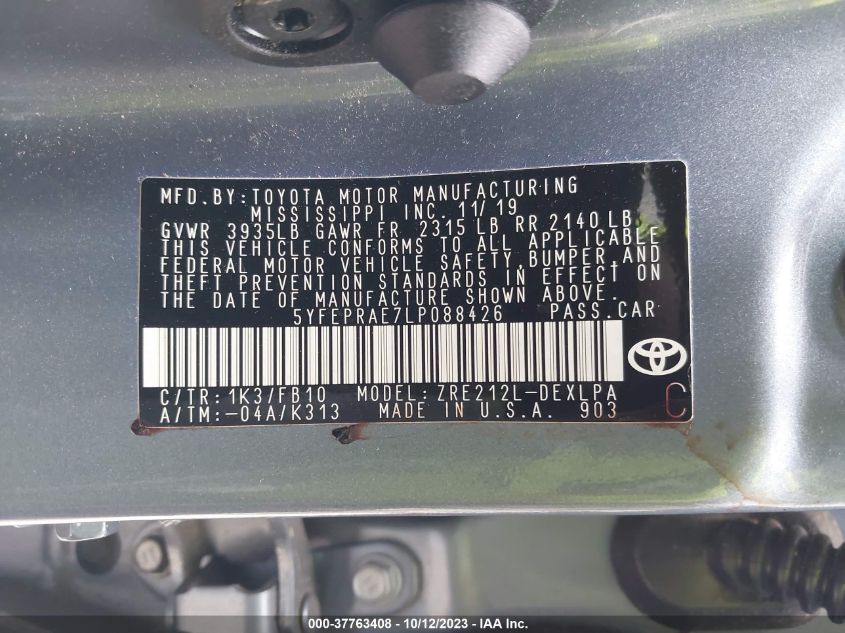 MFD. BY: TOYOTA MOTOR MANUFACTURING
MISSISSIPPI INC. 11/19
GVWR 3935LB GAWR FR 2315 LB RR 2140 LB
THIS VEHICLE CONFORMS TO ALL APPLICABLE
FEDERAL MOTOR VEHICLE SAFETY, BUMPER, AND
THEFT PREVENTION STANDARDS IN EFFECT ON
THE DATE OF MANUFACTURE SHOWN ABOVE.
5YFEPRAE7LP088426 PASS. CAR
C/TR: 1K3/FB10 MODEL: ZRE212L-DEXLPA
A/TM: -04A/K313 MADE IN U.S.A. 903 C
000-37763408 - 10/12/2023 - IAA Inc.